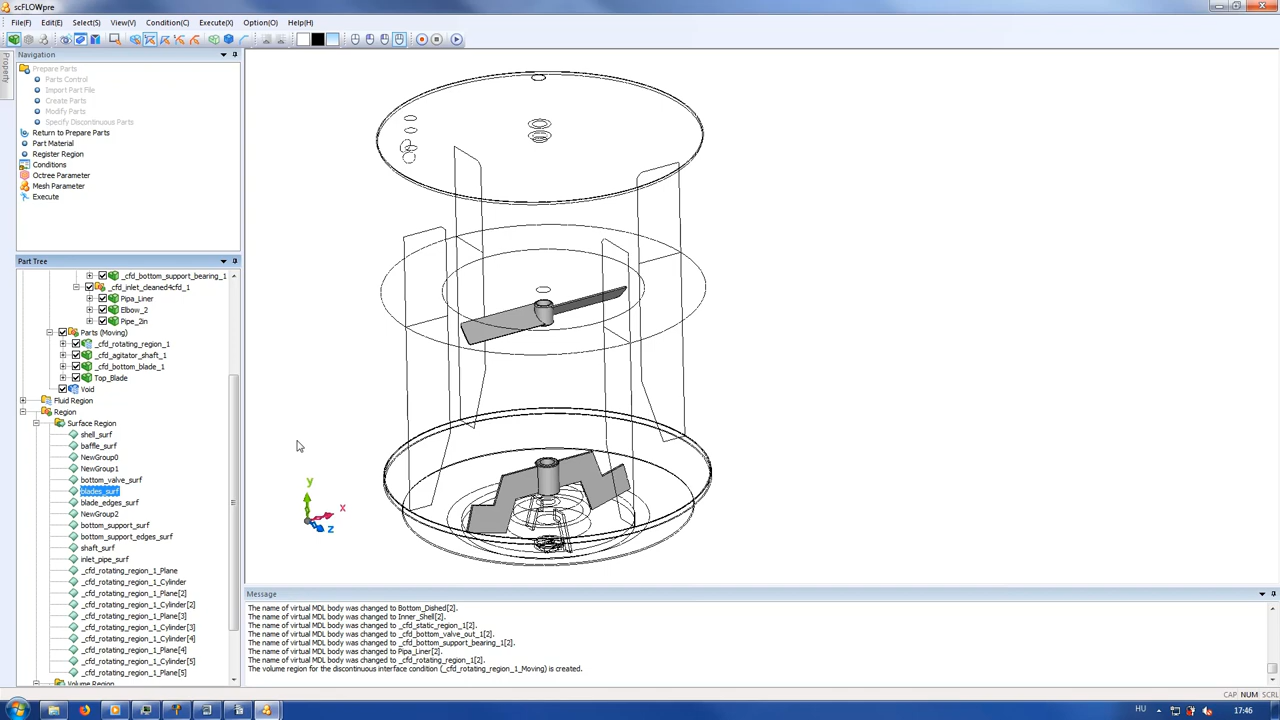 scFLOWpre
File(F) Edit(E) Select(S) View(V) Condition(C) Execute(X) Option(O) Help(H)
Property
Navigation
Prepare Parts
Parts Control
Import Part File
Create Parts
Modify Parts
Specify Discontinuous Parts
Return to Prepare Parts
Part Material
Register Region
Conditions
Octree Parameter
Mesh Parameter
Execute
Part Tree
_cfd_bottom_support_bearing_1
_cfd_inlet_cleaned4cfd_1
Pipa_Liner
Elbow_2
Pipe_2in
Parts (Moving)
_cfd_rotating_region_1
_cfd_agitator_shaft_1
_cfd_bottom_blade_1
Top_Blade
Void
Fluid Region
Region
Surface Region
shell_surf
baffle_surf
NewGroup0
NewGroup1
bottom_valve_surf
blades_surf
blade_edges_surf
NewGroup2
bottom_support_surf
bottom_support_edges_surf
shaft_surf
inlet_pipe_surf
_cfd_rotating_region_1_Plane
_cfd_rotating_region_1_Cylinder
_cfd_rotating_region_1_Plane[2]
_cfd_rotating_region_1_Cylinder[2]
_cfd_rotating_region_1_Plane[3]
_cfd_rotating_region_1_Cylinder[3]
_cfd_rotating_region_1_Cylinder[4]
_cfd_rotating_region_1_Plane[4]
_cfd_rotating_region_1_Cylinder[5]
_cfd_rotating_region_1_Plane[5]
Volume Region
y
x
z
Message
The name of virtual MDL body was changed to Bottom_Dished[2].
The name of virtual MDL body was changed to Inner_Shell[2].
The name of virtual MDL body was changed to _cfd_static_region_1[2].
The name of virtual MDL body was changed to _cfd_bottom_valve_out_1[2].
The name of virtual MDL body was changed to _cfd_bottom_support_bearing_1[2].
The name of virtual MDL body was changed to Pipa_Liner[2].
The name of virtual MDL body was changed to _cfd_rotating_region_1[2].
The volume region for the discontinuous interface condition (_cfd_rotating_region_1_Moving) is created.
CAP NUM SCRL
HU 17:46